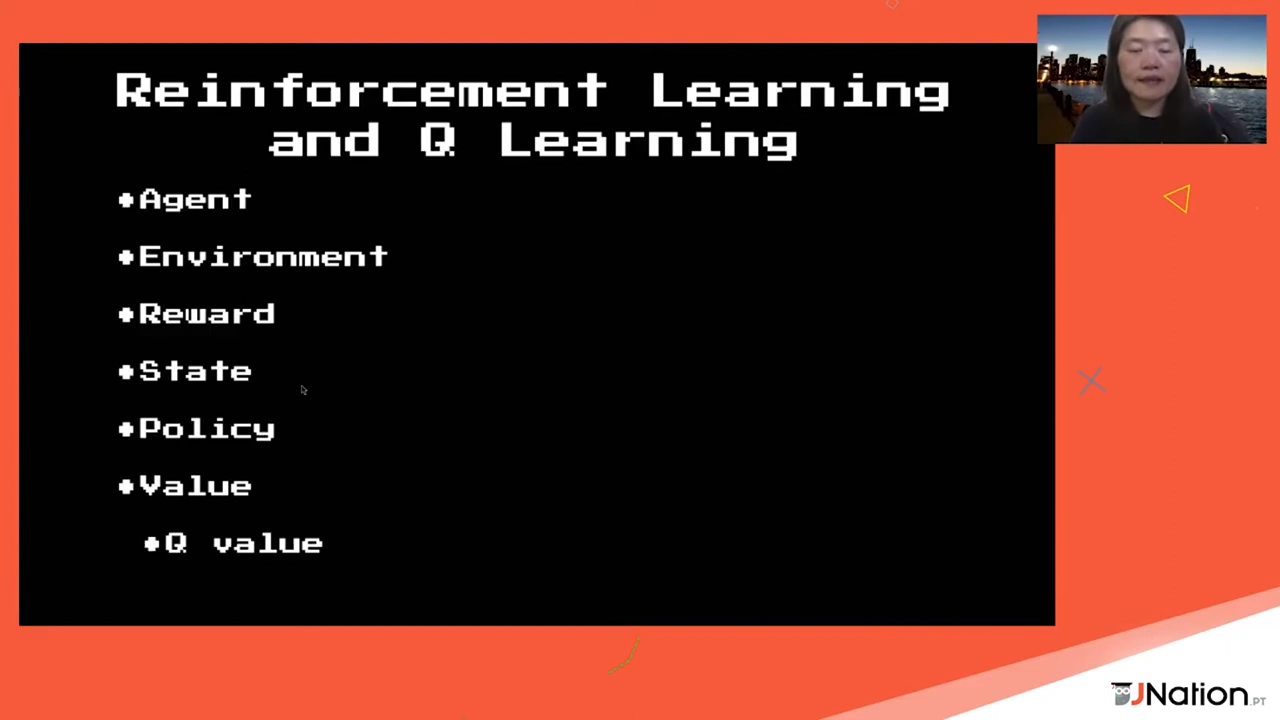 Reinforcement Learning
and Q Learning
•Agent
•Environment
•Reward
•State
•Policy
•Value
•Q value
JNation.PT